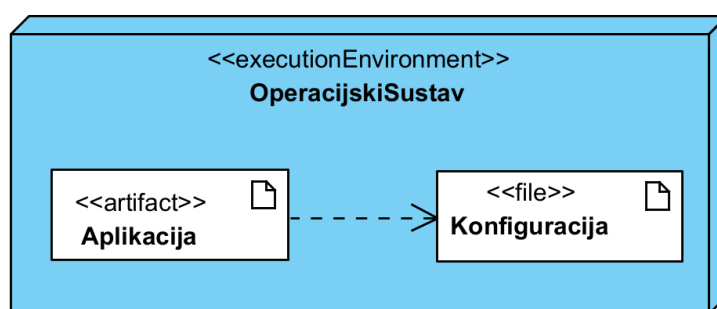 <<executionEnvironment>>
OperacijskiSustav
<<artifact>>
Aplikacija
<<file>>
Konfiguracija